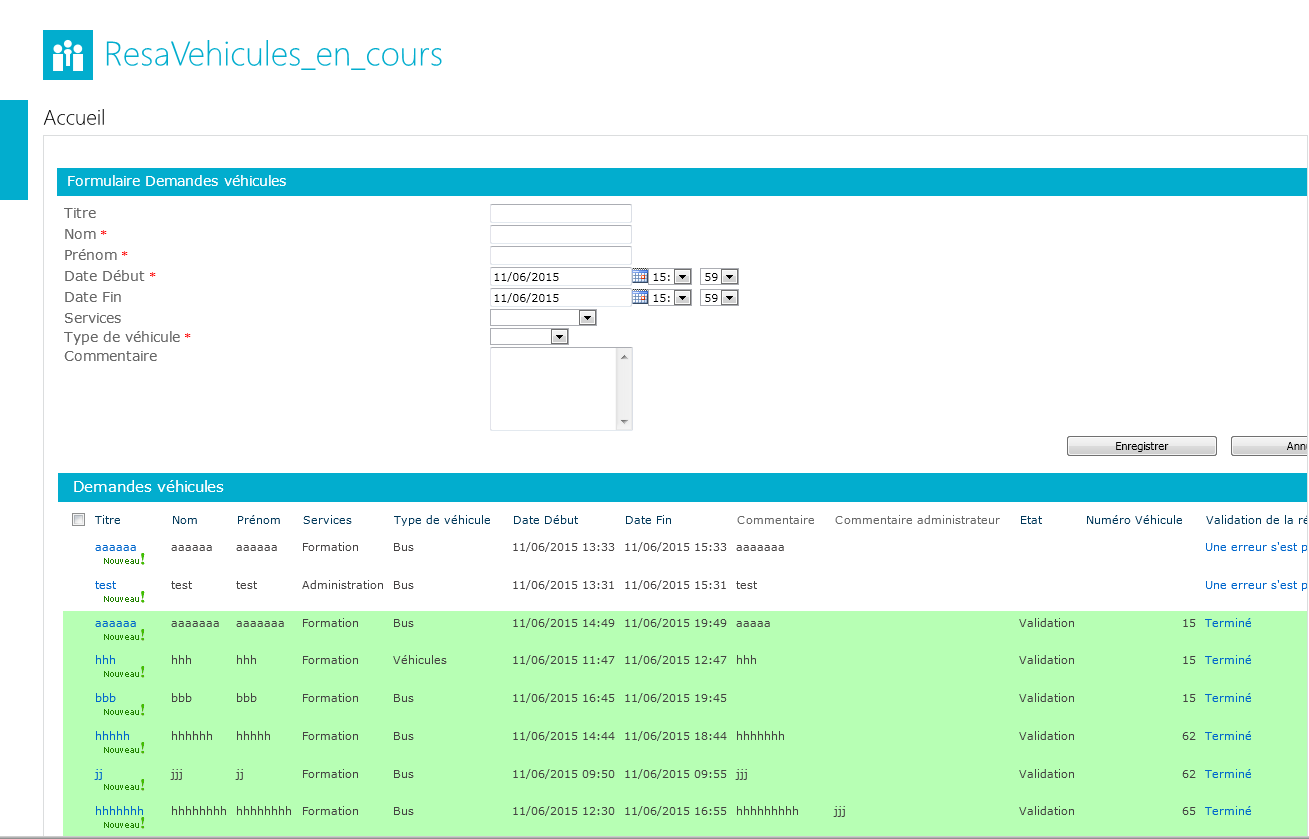 ResaVehicules_en_cours
Accueil
Formulaire Demandes véhicules
Titre
Nom *
Prénom *
Date Début * 11/06/2015 15: 59
Date Fin 11/06/2015 15: 59
Services
Type de véhicule *
Commentaire
Enregistrer Ann
Demandes véhicules
Titre Nom Prénom Services Type de véhicule Date Début Date Fin Commentaire Commentaire administrateur Etat Numéro Véhicule Validation de la ré
aaaaaa aaaaaa aaaaaa Formation Bus 11/06/2015 13:33 11/06/2015 15:33 aaaaaaa Une erreur s'est p
Nouveau!
test test test Administration Bus 11/06/2015 13:31 11/06/2015 15:31 test Une erreur s'est p
Nouveau!
aaaaaa aaaaaaa aaaaaaa Formation Bus 11/06/2015 14:49 11/06/2015 19:49 aaaaa Validation 15 Terminé
Nouveau!
hhh hhh hhh Formation Véhicules 11/06/2015 11:47 11/06/2015 12:47 hhh Validation 15 Terminé
Nouveau!
bbb bbb bbb Formation Bus 11/06/2015 16:45 11/06/2015 19:45 Validation 15 Terminé
Nouveau!
hhhhh hhhhhh hhhhh Formation Bus 11/06/2015 14:44 11/06/2015 18:44 hhhhhhh Validation 62 Terminé
Nouveau!
jj jjj jj Formation Bus 11/06/2015 09:50 11/06/2015 09:55 jjj Validation 62 Terminé
Nouveau!
hhhhhhh hhhhhhhh hhhhhhhh Formation Bus 11/06/2015 12:30 11/06/2015 16:55 hhhhhhhhh jjj Validation 65 Terminé
Nouveau!